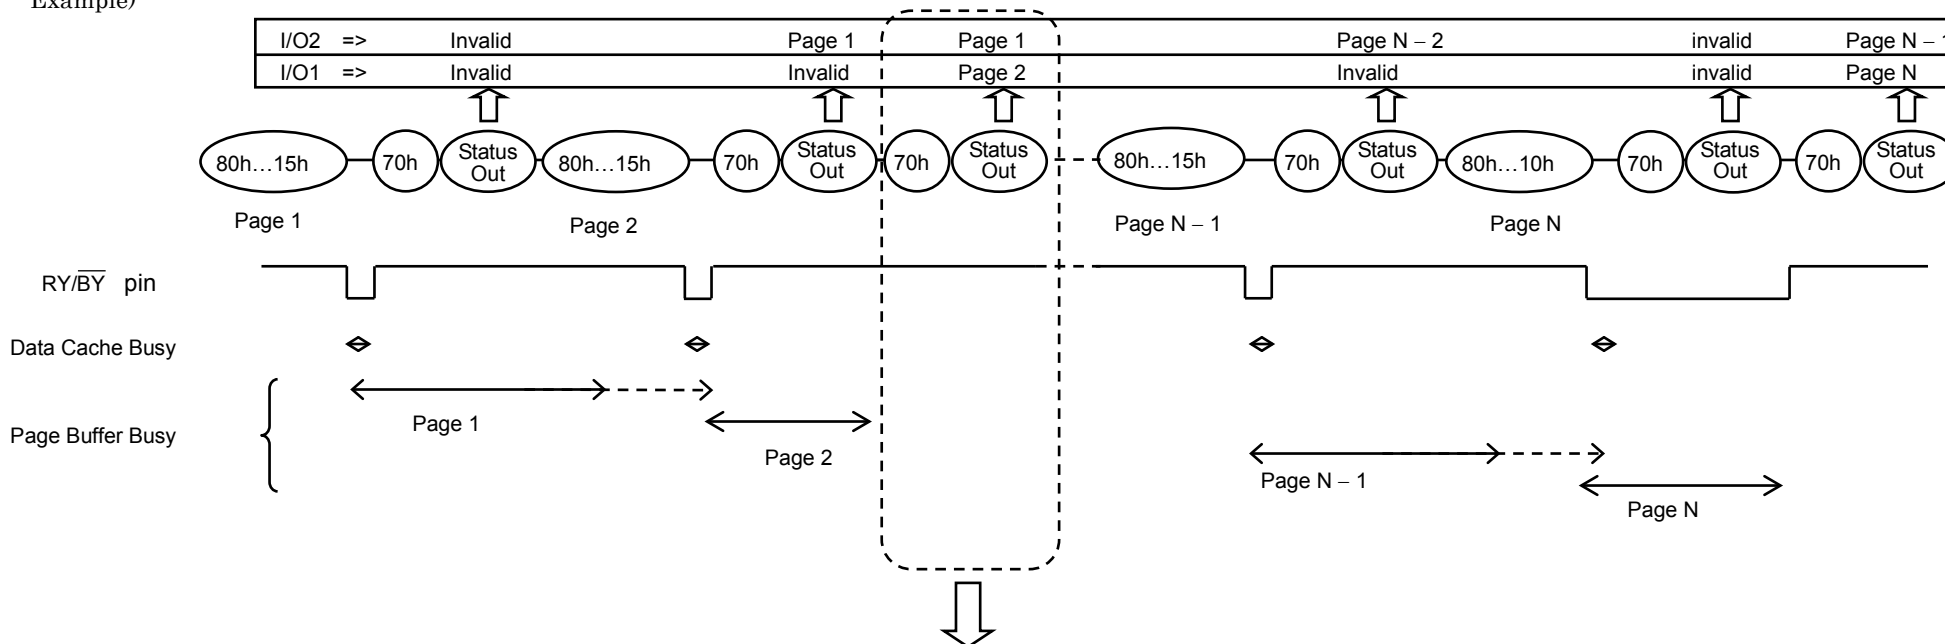 Example)
I/O2 => Invalid Page 1 Page 1 Page N – 2 invalid Page N – 1
I/O1 => Invalid Invalid Page 2 Invalid invalid Page N
80h…15h 70h Status Out 80h…15h 70h Status Out 70h Status Out 80h…15h 70h Status Out 80h…10h 70h Status Out 70h Status Out
Page 1 Page 2 Page N – 1 Page N
RY/BY pin
Data Cache Busy
Page 1
Page Buffer Busy
Page 2
Page N – 1
Page N